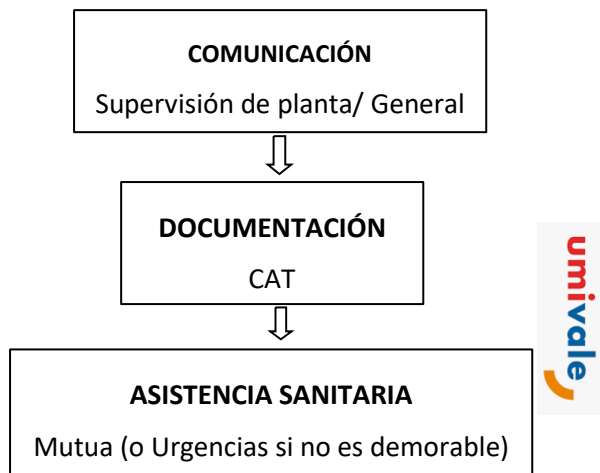 COMUNICACIÓN
Supervisión de planta/ General
DOCUMENTACIÓN
CAT
ASISTENCIA SANITARIA
Mutua (o Urgencias si no es demorable)
umivale